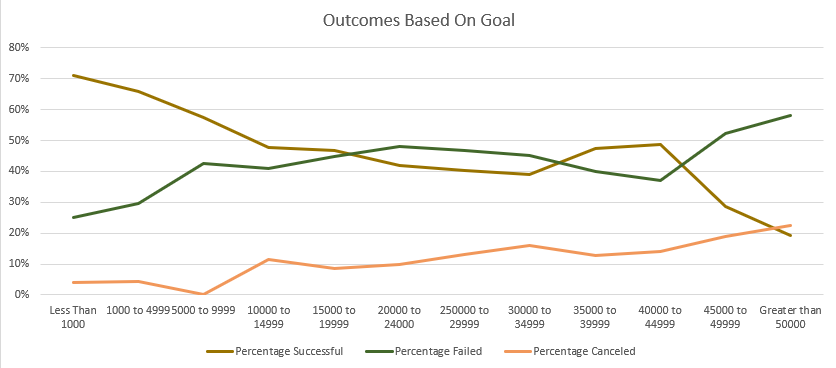 Outcomes Based On Goal
80%
70%
60%
50%
40%
30%
20%
10%
0%
Less Than 1000 to 4999 5000 to 9999 10000 to 15000 to 20000 to 250000 to 30000 to 35000 to 40000 to 45000 to Greater than
1000 14999 19999 24000 29999 34999 39999 44999 49999 50000
Percentage Successful Percentage Failed Percentage Canceled